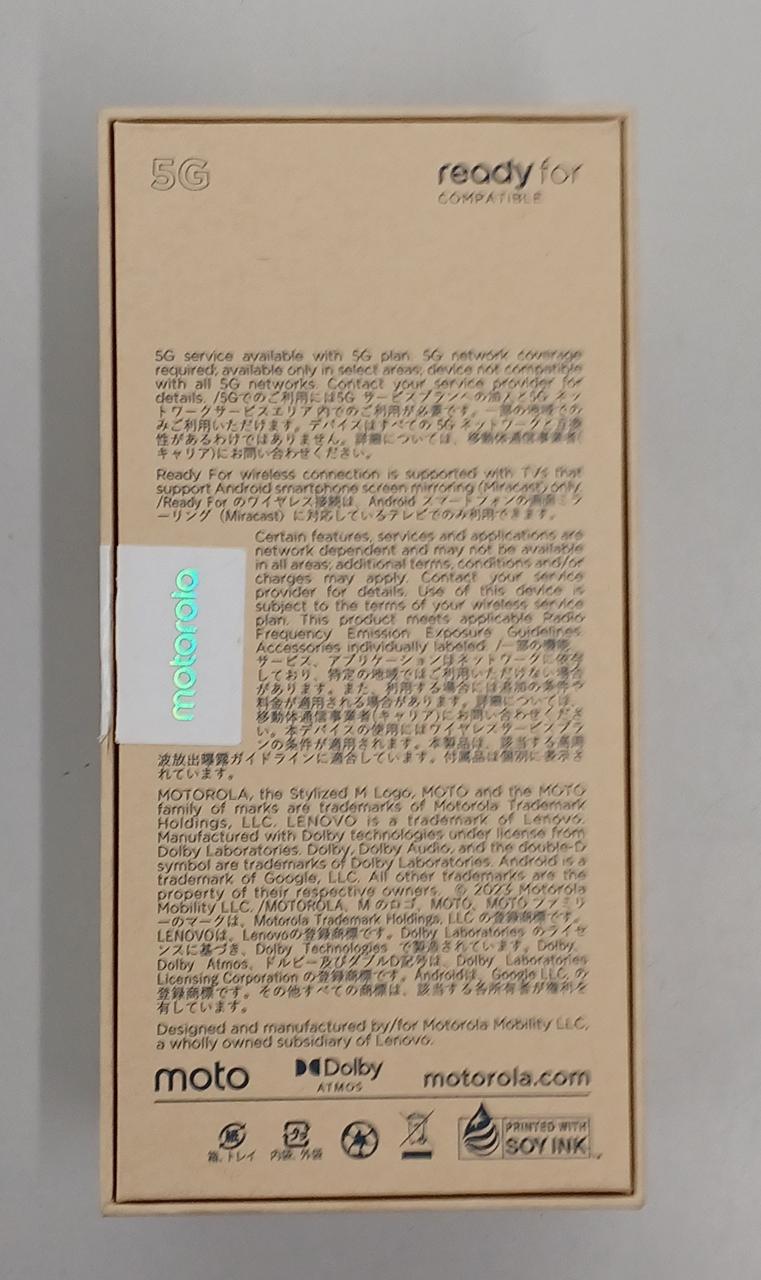 5G
ready for
COMPATIBLE
5G service available with 5G plan. 5G network coverage
required; available only in select areas; device not compatible
with all 5G networks. Contact your service provider for
details. /5Gでのご利用には5G サービスプランへの加入と5G ネッ
トワークサービスエリア内でのご利用が必要です。一部の地域での
みご利用いただけます。デバイスはすべての 5G ネットワークと互換
性があるわけではありません。詳細については、移動体通信事業者(
キャリア)にお問い合わせください。
Ready For wireless connection is supported with TVs that
support Android smartphone screen mirroring (Miracast) only.
/Ready For のワイヤレス接続は、Android スマートフォンの画面ミラ
ーリング（Miracast）に対応しているテレビでのみ利用できます。
Certain features, services and applications are
network dependent and may not be available
in all areas; additional terms, conditions and/or
charges may apply. Contact your service
provider for details. Use of this device is
subject to the terms of your wireless service
plan. This product meets applicable Radio
Frequency Emission Exposure Guidelines.
Accessories individually labeled. /一部の機能、
サービス、アプリケーションはネットワークに依存
しており、特定の地域ではご利用いただけない場合
があります。また、利用する場合には追加の条件や
料金が適用される場合があります。詳細については、
移動体通信事業者(キャリア)にお問い合わせくださ
い。本デバイスの使用にはワイヤレスサービスプラ
ンの条件が適用されます。本製品は、該当する高周
波放出曝露ガイドラインに適合しています。付属品は個別に表示さ
れています。
motorola
MOTOROLA, the Stylized M Logo, MOTO and the MOTO
family of marks are trademarks of Motorola Trademark
Holdings, LLC. LENOVO is a trademark of Lenovo.
Manufactured with Dolby technologies under license from
Dolby Laboratories. Dolby, Dolby Audio, and the double-D
symbol are trademarks of Dolby Laboratories. Android is a
trademark of Google, LLC. All other trademarks are the
property of their respective owners. © 2023 Motorola
Mobility LLC. /MOTOROLA、M のロゴ、MOTO、MOTO ファミリ
ーのマークは、Motorola Trademark Holdings, LLC の登録商標です。
LENOVOは、Lenovoの登録商標です。Dolby Laboratories のライセ
ンスに基づき、Dolby Technologies で製造されています。Dolby、
Dolby Atmos、ドルビー及びダブルD記号は、Dolby Laboratories
Licensing Corporation の登録商標です。Androidは、Google LLC. の
登録商標です。その他すべての商標は、該当する各所有者が権利を
有しています。
Designed and manufactured by/for Motorola Mobility LLC,
a wholly owned subsidiary of Lenovo.
moto
Dolby
ATMOS
motorola.com
紙
箱、トレイ
プラ
内袋、外袋
PRINTED WITH
SOY INK